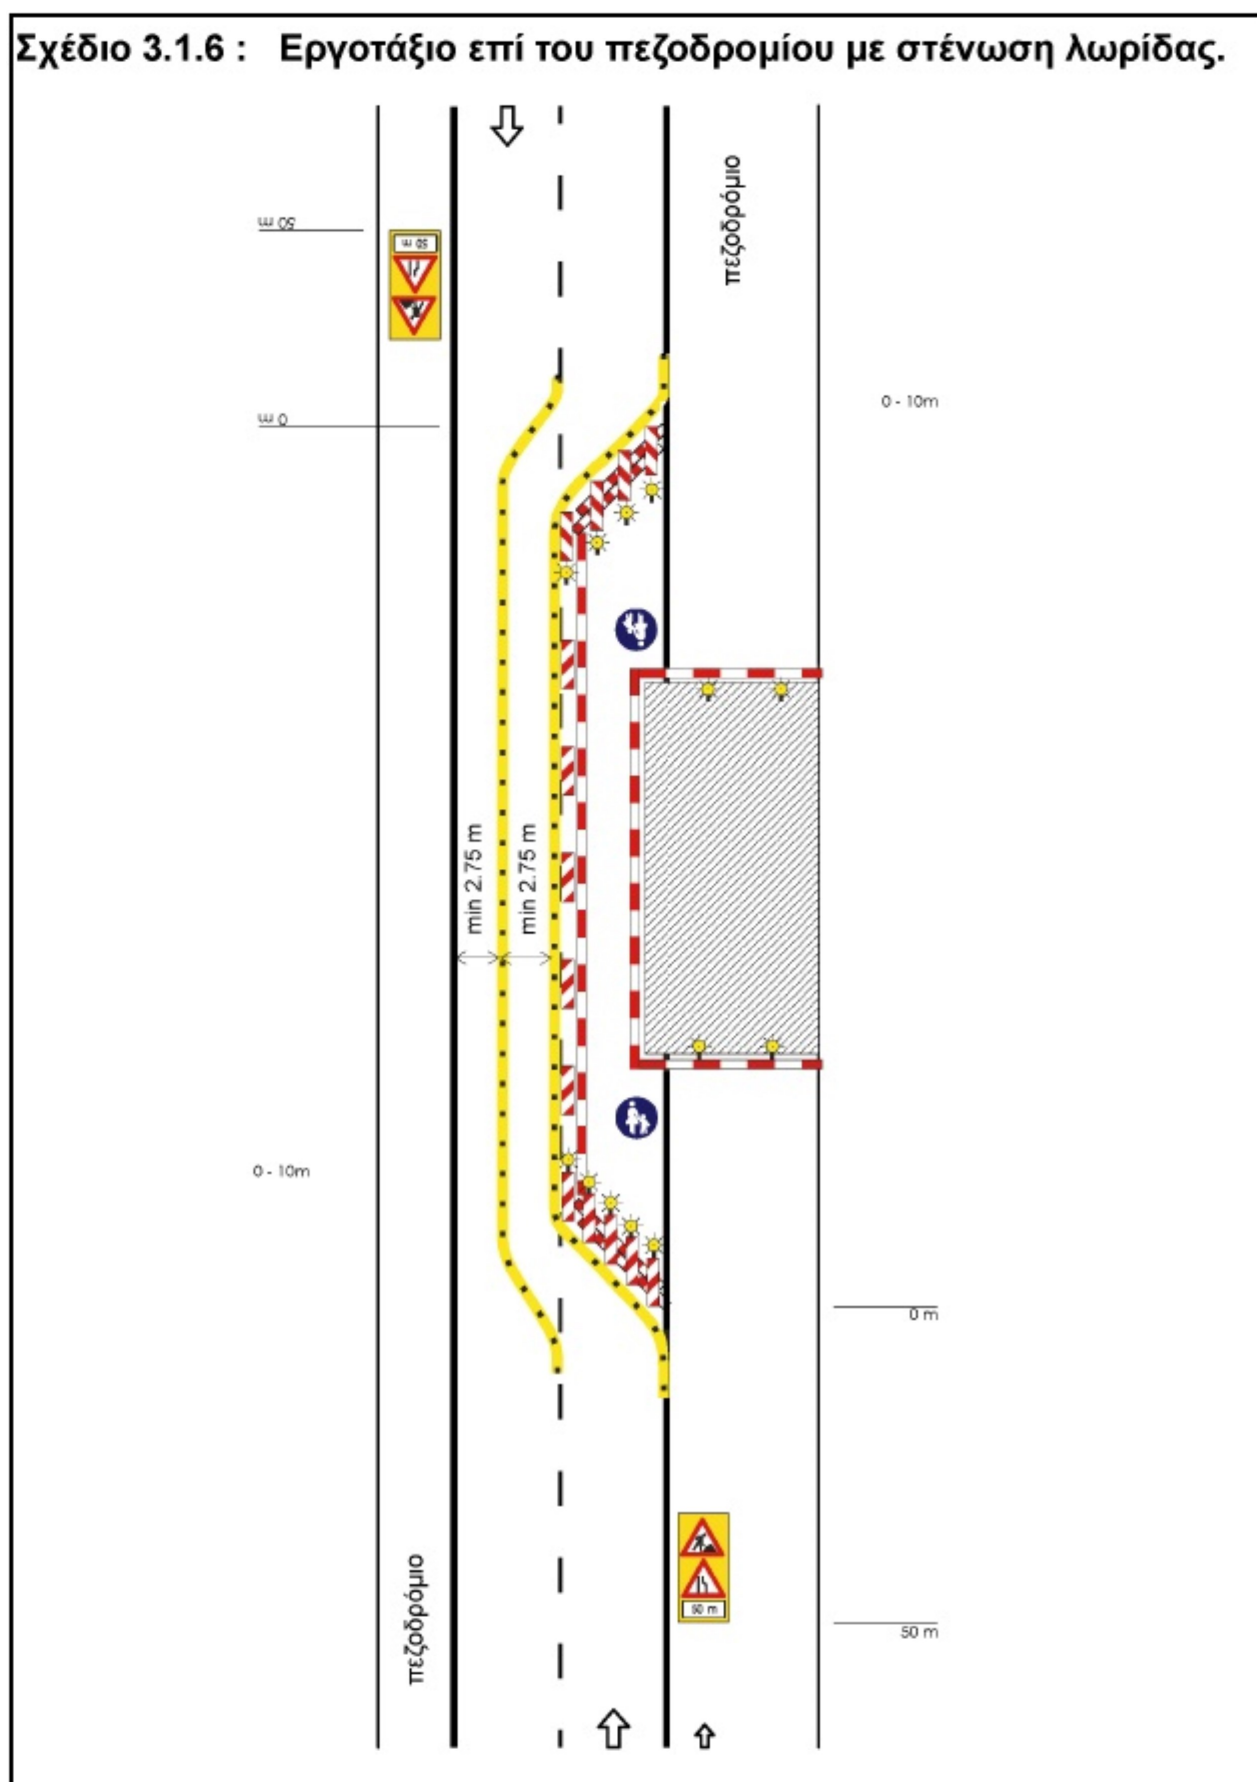 Σχέδιο 3.1.6 : Εργοτάξιο επί του πεζοδρομίου με στένωση λωρίδας.
πεζοδρόμιο
50 m
50 m
0 - 10m
0 m
min 2.75 m
min 2.75 m
0 - 10m
0 m
πεζοδρόμιο
50 m
50 m